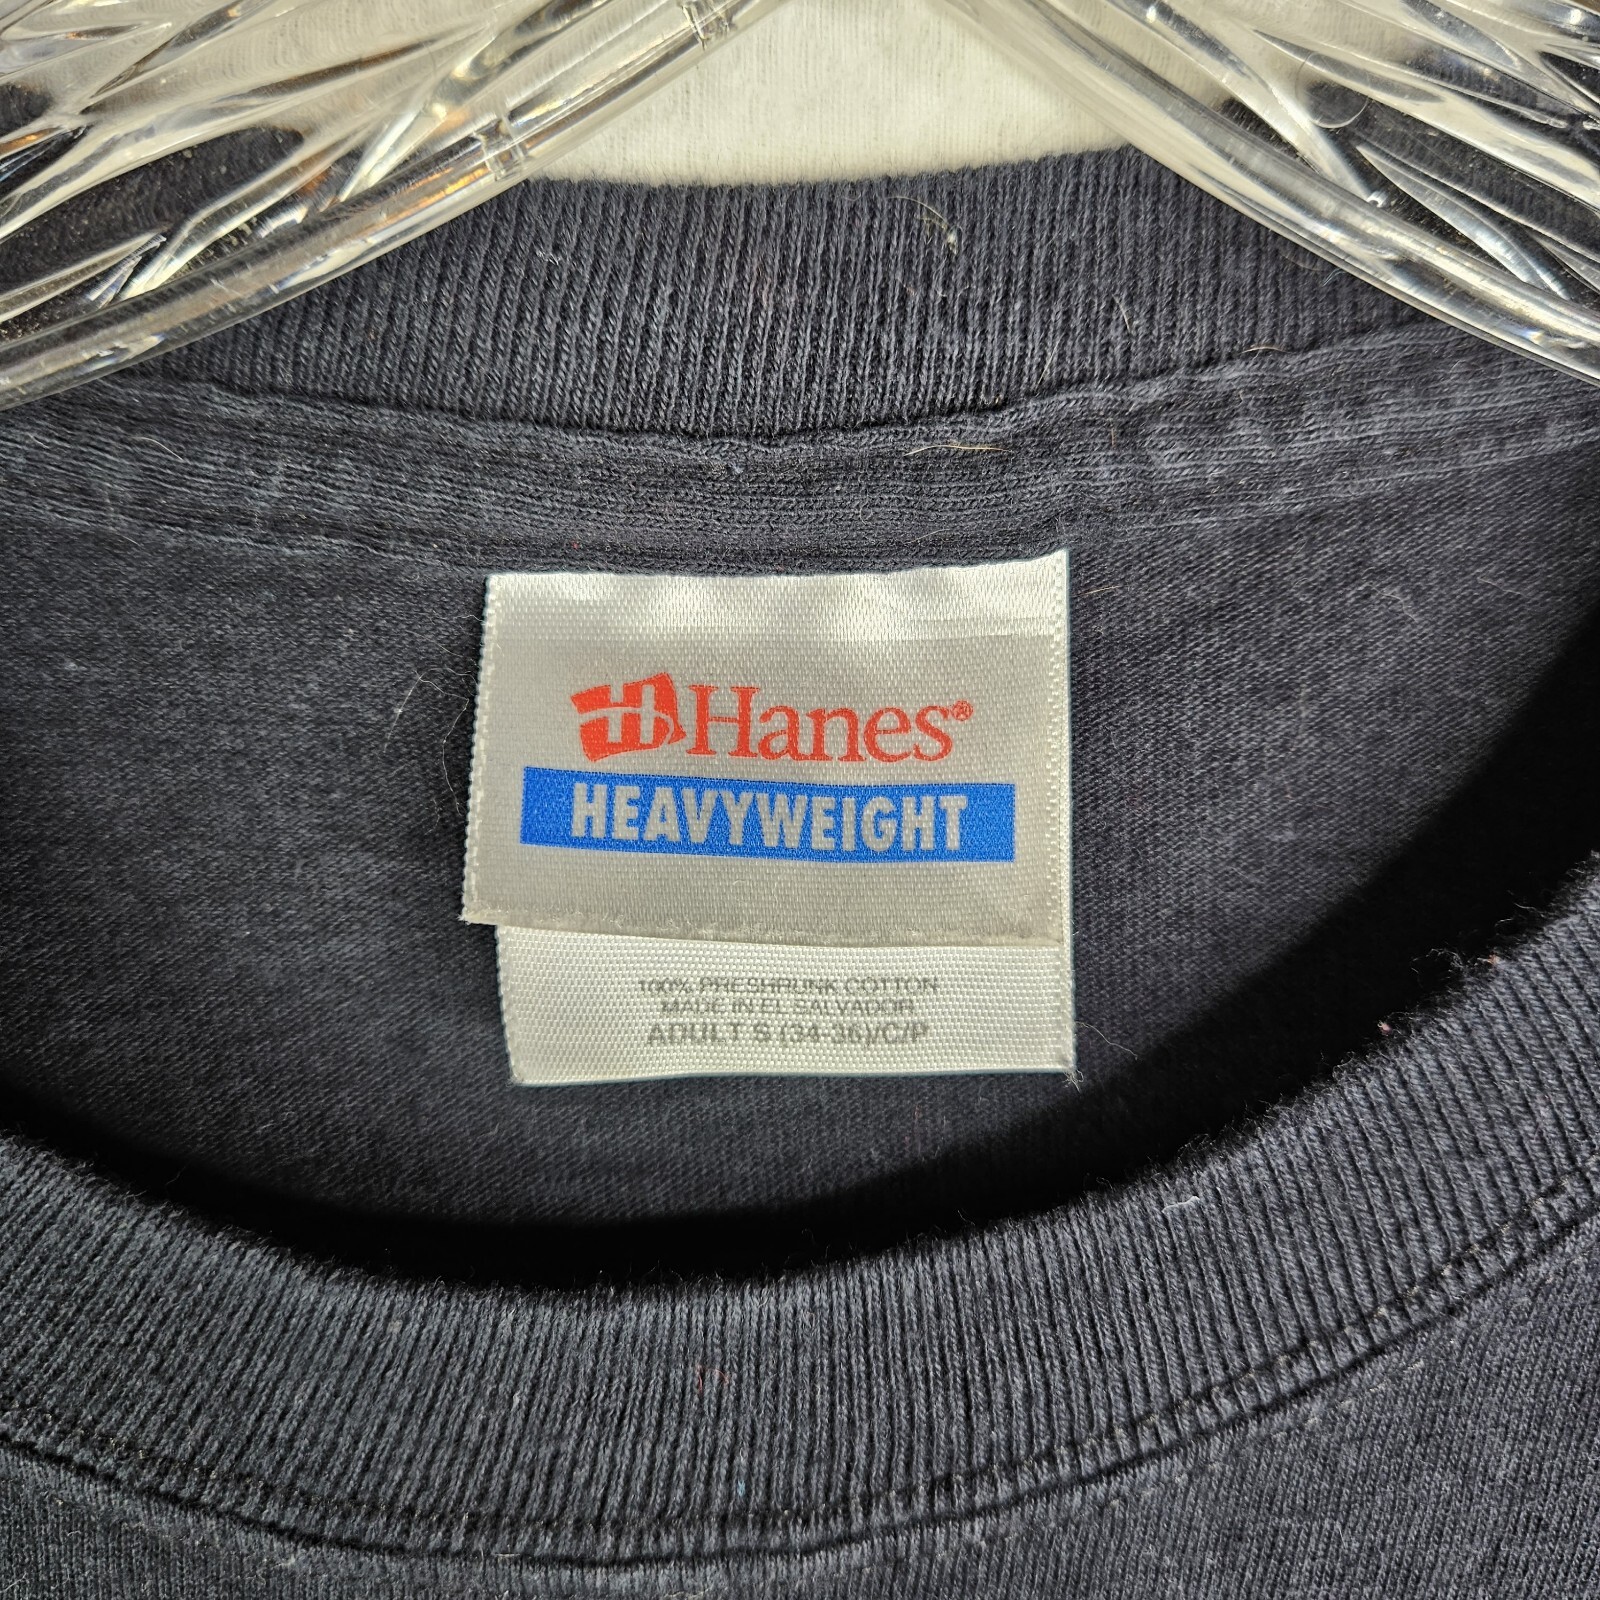 Hanes®
HEAVYWEIGHT
100% PRESHRUNK COTTON
MADE IN EL SALVADOR
ADULT S (34-36)/C/P